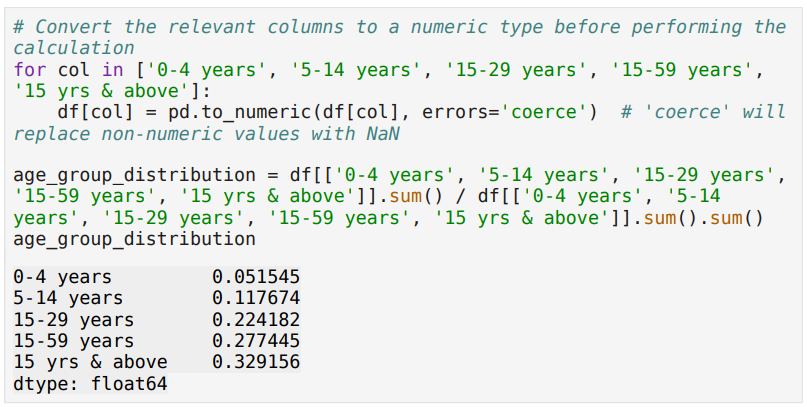 # Convert the relevant columns to a numeric type before performing the
calculation
for col in ['0-4 years', '5-14 years', '15-29 years', '15-59 years',
'15 yrs & above']:
    df[col] = pd.to_numeric(df[col], errors='coerce')  # 'coerce' will
replace non-numeric values with NaN

age_group_distribution = df[['0-4 years', '5-14 years', '15-29 years',
'15-59 years', '15 yrs & above']].sum() / df[['0-4 years', '5-14
years', '15-29 years', '15-59 years', '15 yrs & above']].sum().sum()
age_group_distribution

0-4 years         0.051545
5-14 years        0.117674
15-29 years       0.224182
15-59 years       0.277445
15 yrs & above    0.329156
dtype: float64